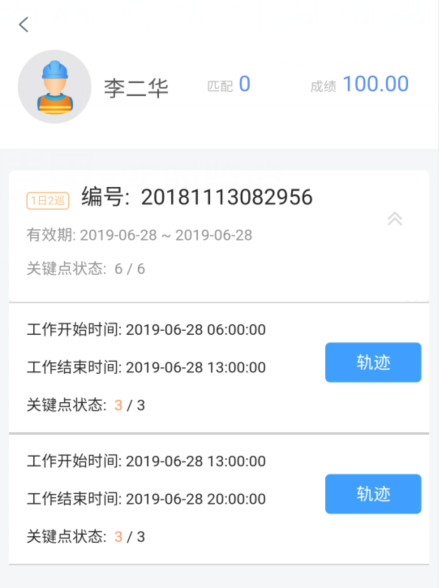 李二华 匹配 0 成绩 100.00
1日2巡 编号: 20181113082956
有效期: 2019-06-28 ~ 2019-06-28
关键点状态: 6 / 6
工作开始时间: 2019-06-28 06:00:00
工作结束时间: 2019-06-28 13:00:00
轨迹
关键点状态: 3 / 3
工作开始时间: 2019-06-28 13:00:00
工作结束时间: 2019-06-28 20:00:00
轨迹
关键点状态: 3 / 3